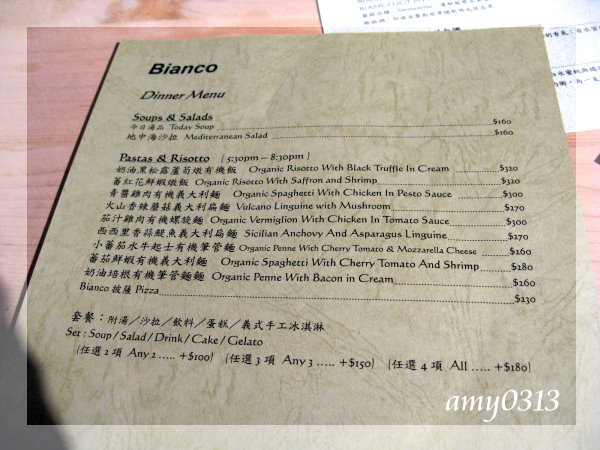 Bianco
Dinner Menu
Soups & Salads
今日湯品 Today Soup $160
地中海沙拉 Mediterranean Salad $160
Pastas & Risotto ( 5:30pm – 8:30pm )
奶油黑松露蘆筍燉有機飯 Organic Risotto With Black Truffle In Cream $320
蕃紅花鮮蝦燉飯 Organic Risotto With Saffron and Shrimp $320
青醬雞肉有機義大利麵 Organic Spaghetti With Chicken In Pesto Sauce $300
火山香辣蘑菇義大利扁麵 Vulcano Linguine with Mushroom $270
茄汁雞肉有機螺旋麵 Organic Vermiglion With Chicken In Tomato Sauce $300
西西里香蒜鯷魚義大利扁麵 Sicilian Anchovy And Asparagus Linguine $270
小蕃茄水牛起士有機筆管麵 Organic Penne With Cherry Tomato & Mozzarella Cheese $260
蕃茄鮮蝦有機義大利麵 Organic Spaghetti With Cherry Tomato And Shrimp $280
奶油培根有機筆管麵麵 Organic Penne With Bacon in Cream $260
Bianco 披薩 Pizza $230
套餐：附湯／沙拉／飲料／蛋糕／義式手工冰淇淋
Set : Soup / Salad / Drink / Cake / Gelato
(任選 2 項 Any 2 ..... +$100) (任選 3 項 Any 3 ..... +$150) (任選 4 項 All ..... +$180)
amy0313